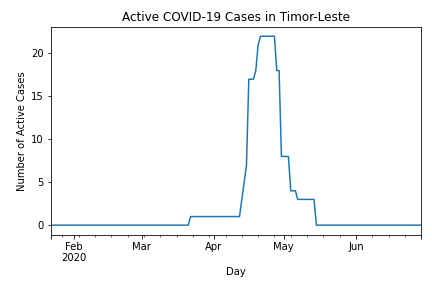 Active COVID-19 Cases in Timor-Leste
Number of Active Cases
20
15
10
5
0
Feb Mar Apr May Jun
2020
Day